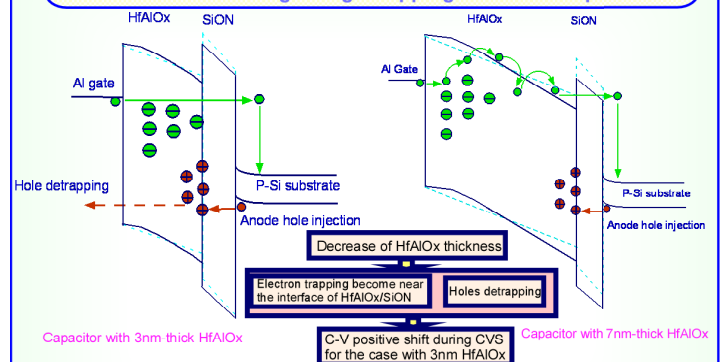 HfAlOx
SiON
Al gate
Hole detrapping
P-Si substrate
Anode hole injection
Capacitor with 3nm thick HfAlOx
HfAlOx
SiON
Al Gate
P-Si substrate
Anode hole injection
Capacitor with 7nm-thick HfAlOx
Decrease of HfAlOx thickness
Electron trapping become near
the interface of HfAlOx/SiON
Holes detrapping
C-V positive shift during CVS
for the case with 3nm HfAlOx